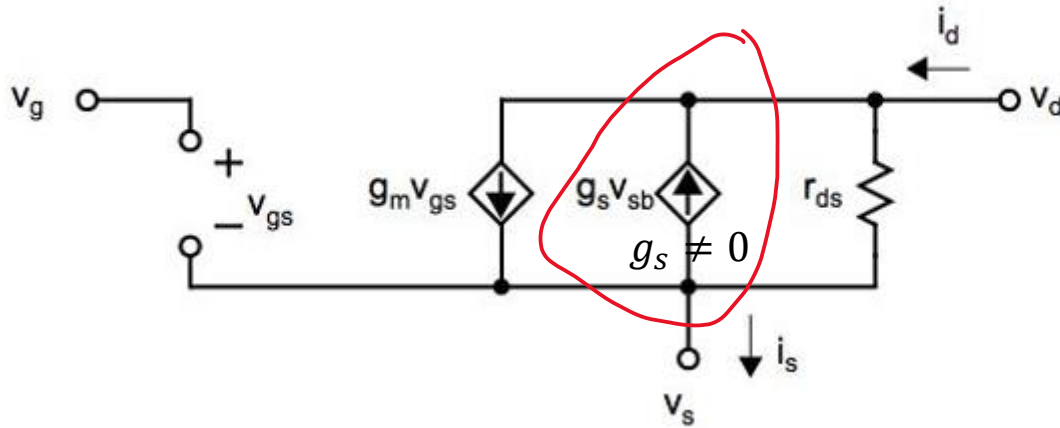 i_d
v_g
v_d
+
g_m v_gs
g_s v_sb
r_ds
− v_gs
g_s ≠ 0
i_s
v_s